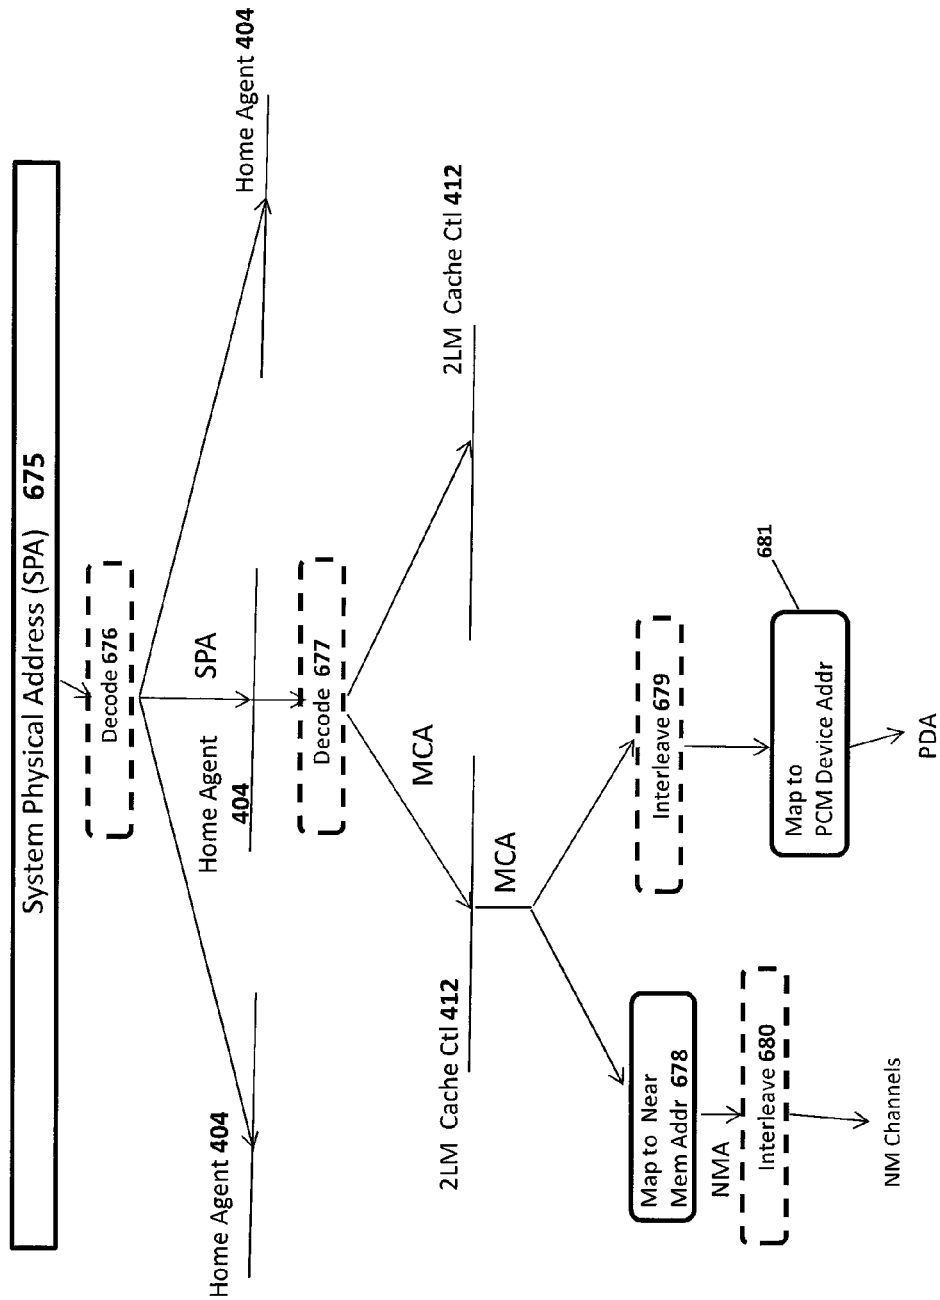 System Physical Address (SPA) 675
Decode 676
Home Agent 404
Home Agent
404
SPA
Home Agent 404
Decode 677
MCA
2LM Cache Ctl 412
2LM Cache Ctl 412
MCA
Map to Near
Mem Addr 678
NMA
Interleave 680
NM Channels
Interleave 679
681
Map to
PCM Device Addr
PDA